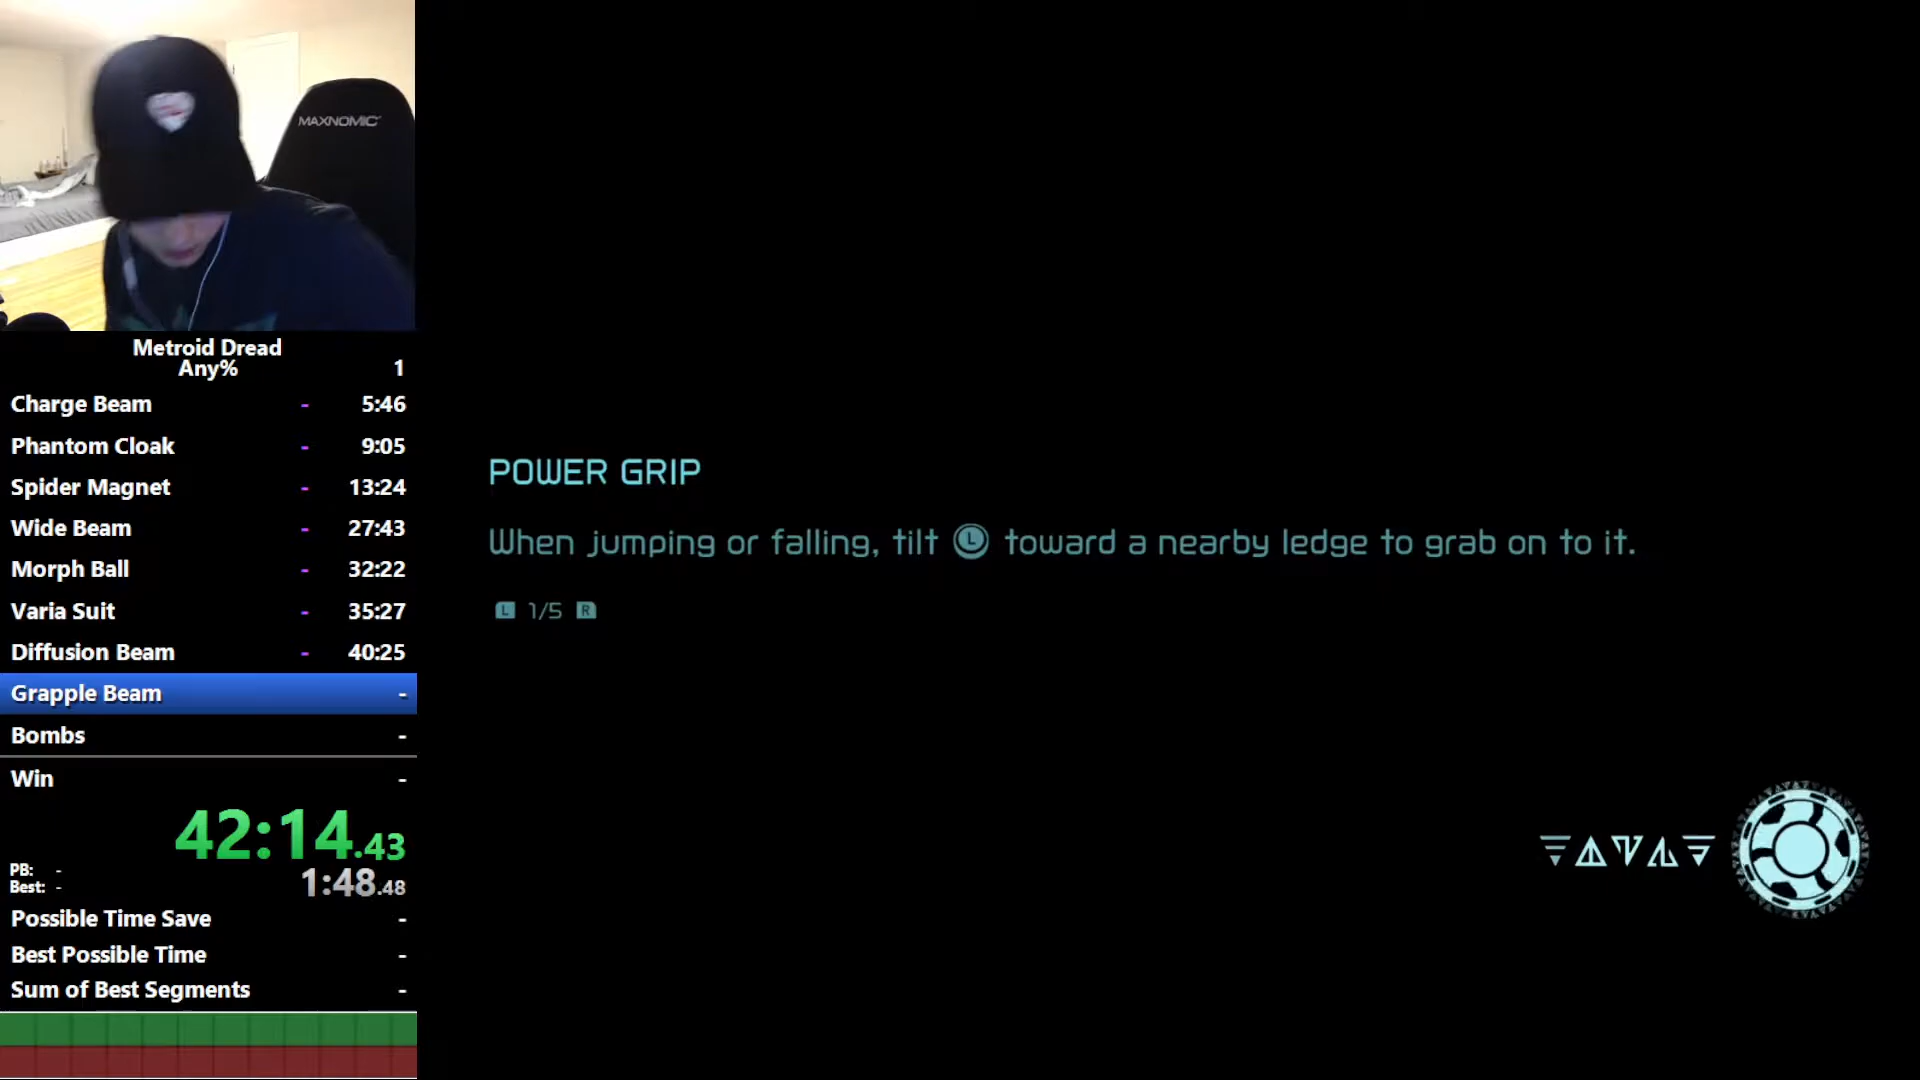 MAXNOMIC
Metroid Dread
Any% 1
Charge Beam - 5:46
Phantom Cloak - 9:05
Spider Magnet - 13:24
Wide Beam - 27:43
Morph Ball - 32:22
Varia Suit - 35:27
Diffusion Beam - 40:25
Grapple Beam -
Bombs -
Win -
42:14.43
PB: -
Best: -
1:48.48
Possible Time Save -
Best Possible Time -
Sum of Best Segments -
POWER GRIP
When jumping or falling, tilt L toward a nearby ledge to grab on to it.
L 1/5 R